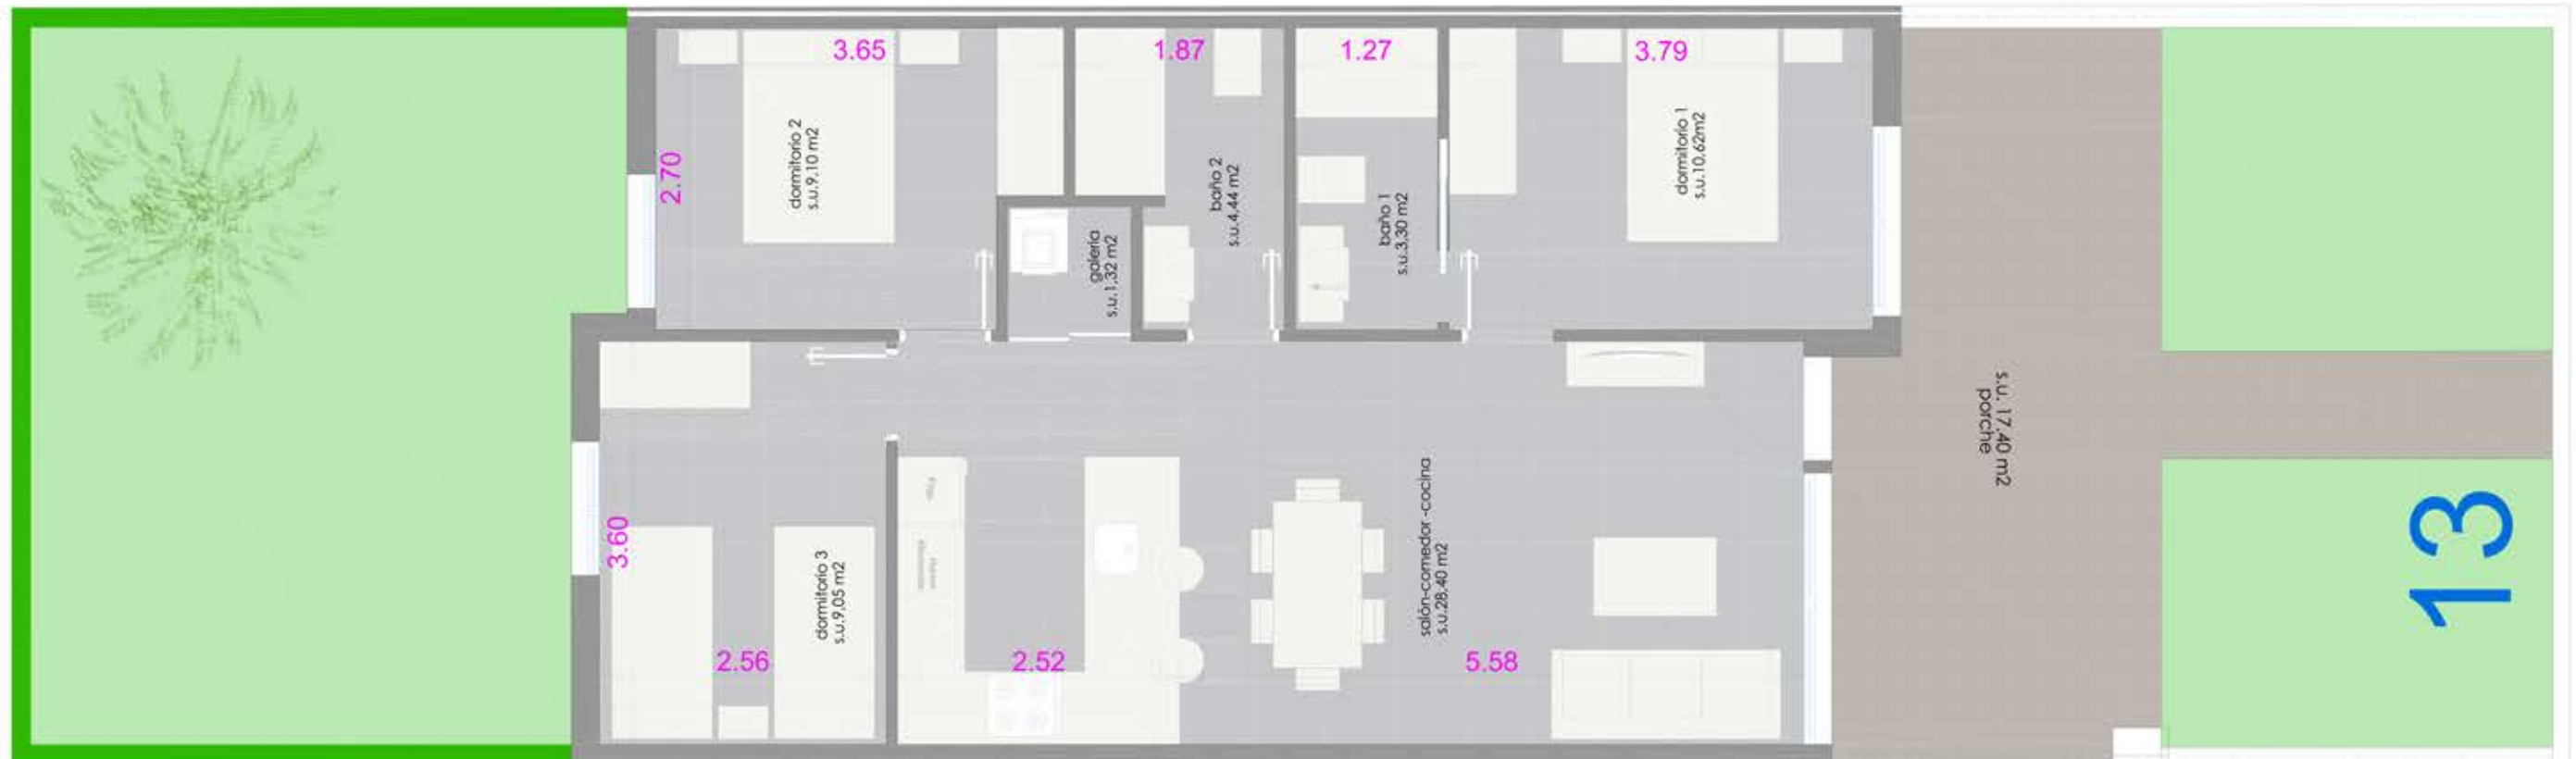 3.65
1.87
1.27
3.79
2.70
dormitorio 2
s.u.9,10 m2
baño 2
s.u.4,44 m2
baño 1
s.u.3,30 m2
dormitorio 1
s.u.10,62m2
galería
s.u.1,32 m2
s.u. 17,40 m2
porche
3.60
dormitorio 3
s.u.9,05 m2
salón-comedor -cocina
s.u.28,40 m2
2.56
2.52
5.58
13